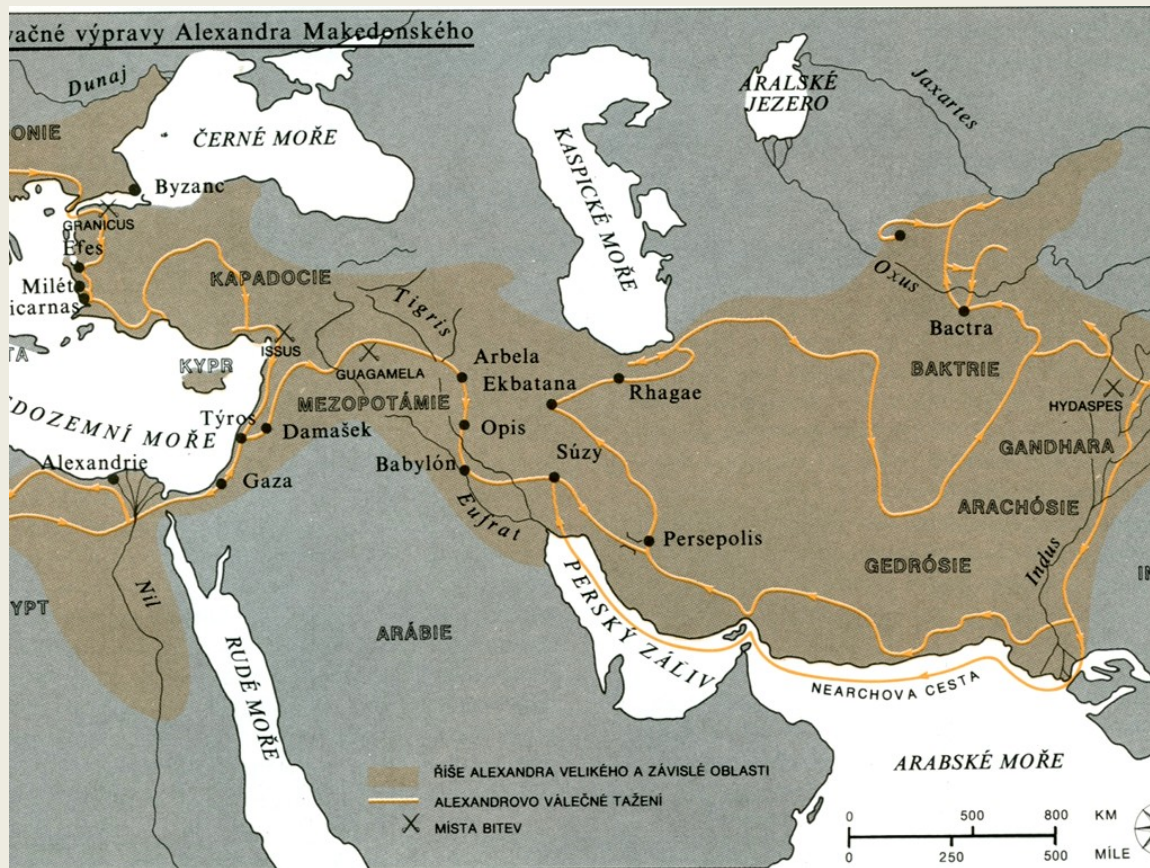 vačné výpravy Alexandra Makedonského
Dunaj
ONIE
ČERNÉ MOŘE
ARALSKÉ
JEZERO
Jaxartes
KASPICKÉ MOŘE
Byzanc
GRANICUS
Efes
Milét
icarnas
KAPADOCIE
Tigris
Oxus
Bactra
BAKTRIE
TA
KYPR
ISSUS
GUAGAMELA
Arbela
Ekbatana
Rhagae
HYDASPES
MEZOPOTÁMIE
EDOZEMNÍ MOŘE
Týros
Damašek
Opis
GANDHARA
Alexandrie
Gaza
Babylón
Súzy
ARACHÓSIE
Eufrat
Persepolis
GEDRÓSIE
Indus
IN
Nil
YPT
RUDÉ MOŘE
ARÁBIE
PERSKÝ ZÁLIV
NEARCHOVA CESTA
ARABSKÉ MOŘE
ŘÍŠE ALEXANDRA VELIKÉHO A ZÁVISLÉ OBLASTI
ALEXANDROVO VÁLEČNÉ TAŽENÍ
MÍSTA BITEV
0 500 800 KM
0 250 500 MÍLE